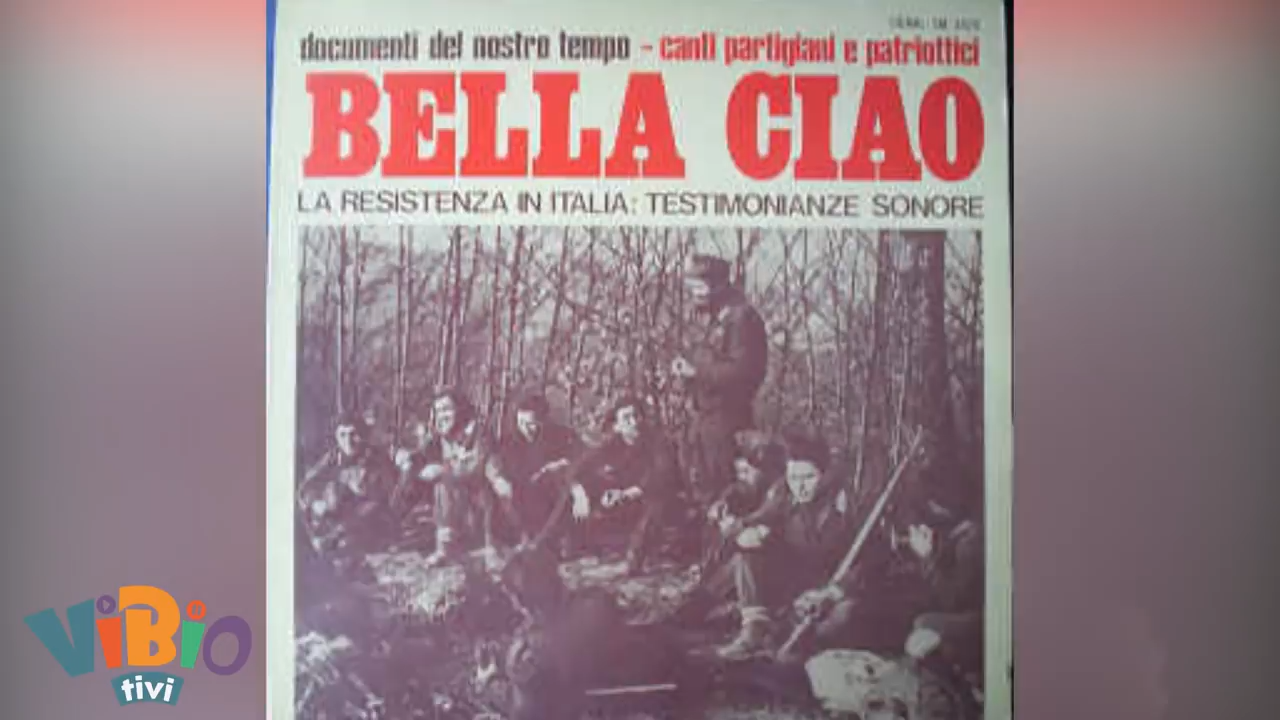 documenti del nostro tempo - canti partigiani e patriottici
BELLA CIAO
LA RESISTENZA IN ITALIA: TESTIMONIANZE SONORE
ViBiO
tivi